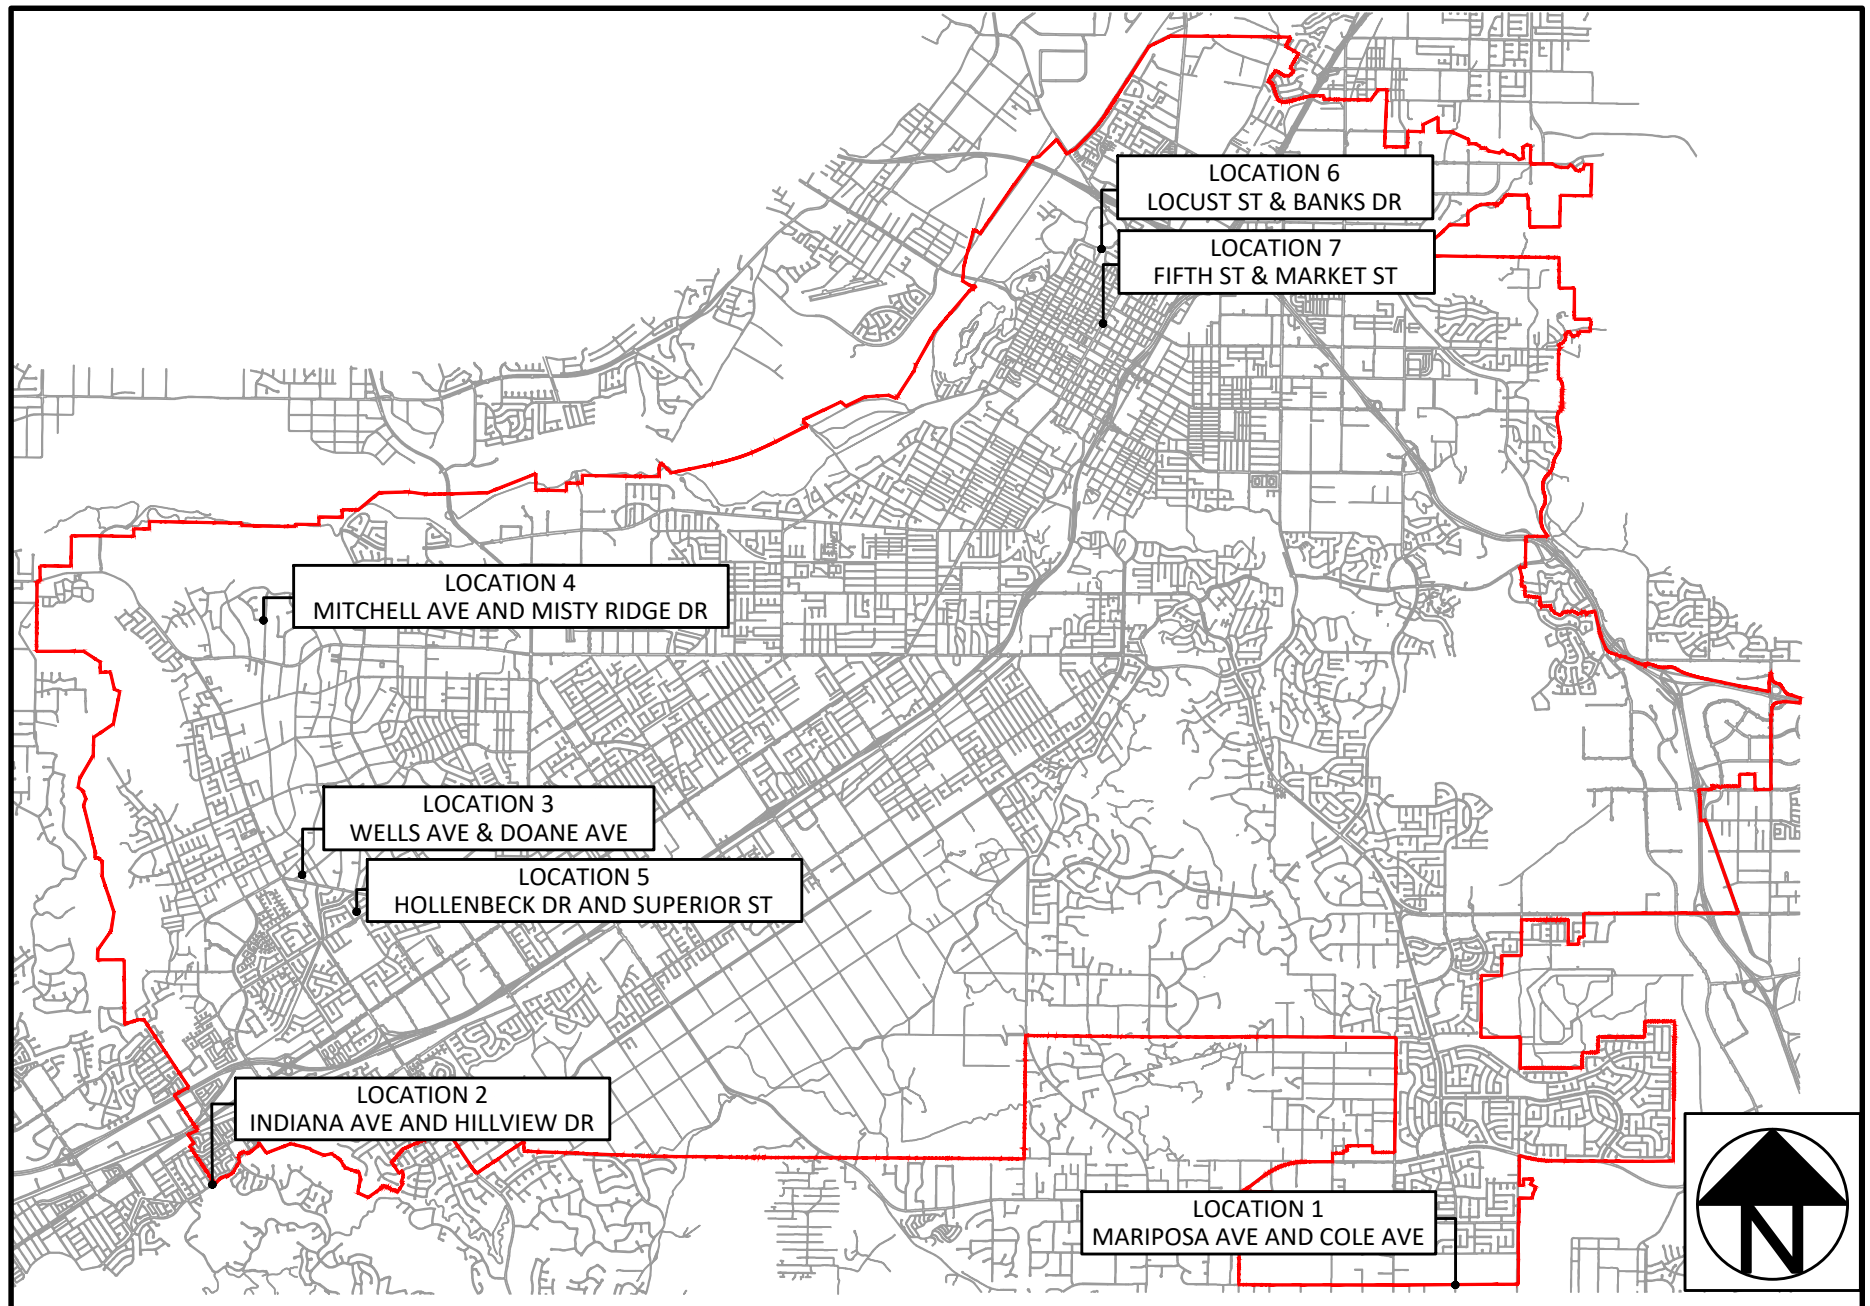 LOCATION 6
LOCUST ST & BANKS DR
LOCATION 7
FIFTH ST & MARKET ST
LOCATION 4
MITCHELL AVE AND MISTY RIDGE DR
LOCATION 3
WELLS AVE & DOANE AVE
LOCATION 5
HOLLENBECK DR AND SUPERIOR ST
LOCATION 2
INDIANA AVE AND HILLVIEW DR
LOCATION 1
MARIPOSA AVE AND COLE AVE
N